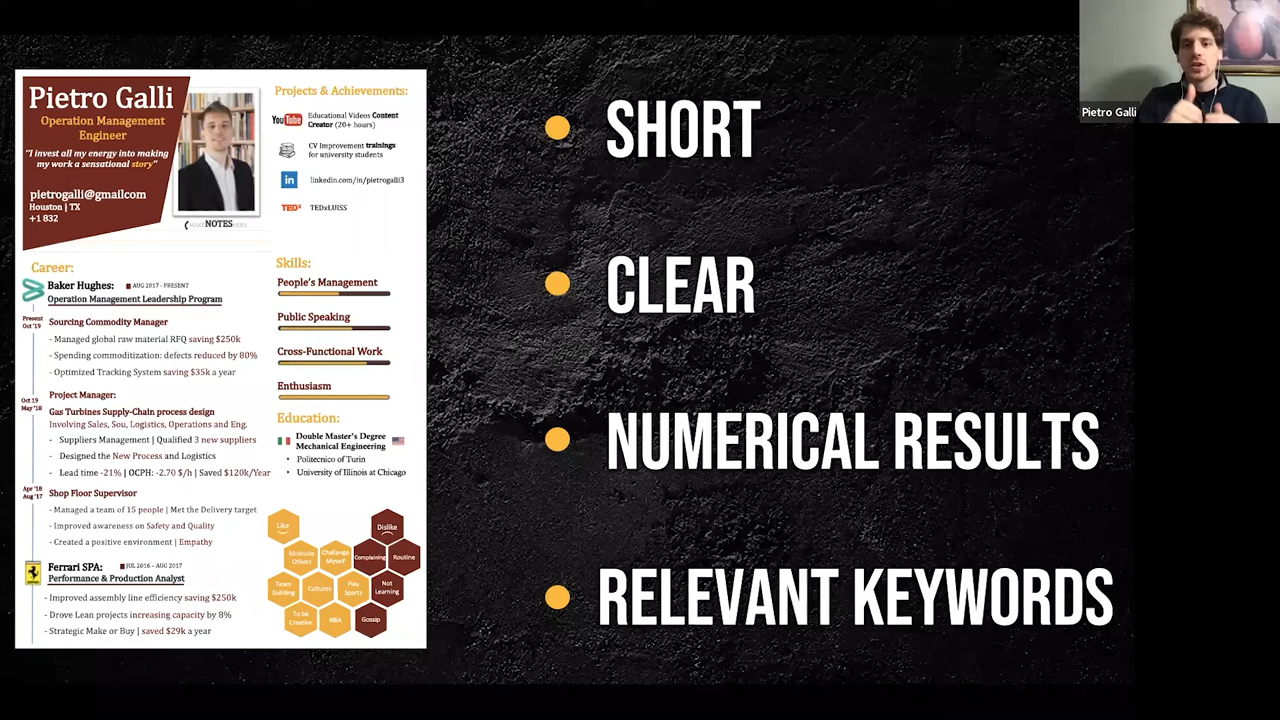 Pietro Galli
Operation Management
Engineer
"I invest all my energy into making
my work a sensational story"
pietrogalli@gmailcom
Houston | TX
+1 832
NOTES
Projects & Achievements:
YouTube
Educational Videos Content
Creator (20+ hours)
CV Improvement trainings
for university students
in
linkedin.com/in/pietrogalli3
TEDx
TEDxLUISS
Career:
Baker Hughes:
AUG 2017 - PRESENT
Operation Management Leadership Program
Present
Oct '19
Sourcing Commodity Manager
- Managed global raw material RFQ saving $250k
- Spending commoditization: defects reduced by 80%
- Optimized Tracking System saving $35k a year
Oct 19
May '18
Project Manager:
Gas Turbines Supply-Chain process design
Involving Sales, Sou, Logistics, Operations and Eng.
- Suppliers Management | Qualified 3 new suppliers
- Designed the New Process and Logistics
- Lead time -21% | OCPH: -2.70 $/h | Saved $120k/Year
Apr '18
Aug '17
Shop Floor Supervisor
- Managed a team of 15 people | Met the Delivery target
- Improved awareness on Safety and Quality
- Created a positive environment | Empathy
Ferrari SPA:
JUL 2016 – AUG 2017
Performance & Production Analyst
- Improved assembly line efficiency saving $250k
- Drove Lean projects increasing capacity by 8%
- Strategic Make or Buy | saved $29k a year
Skills:
People's Management
Public Speaking
Cross-Functional Work
Enthusiasm
Education:
Double Master's Degree
Mechanical Engineering
• Politecnico of Turin
• University of Illinois at Chicago
Like
Dislike
Motivate
Others
Challenge
Myself
Complaining
Routine
Team
Building
Cultures
Play
Sports
Not
Learning
To be
Creative
NBA
Gossip
• SHORT
• CLEAR
• NUMERICAL RESULTS
• RELEVANT KEYWORDS
Pietro Galli